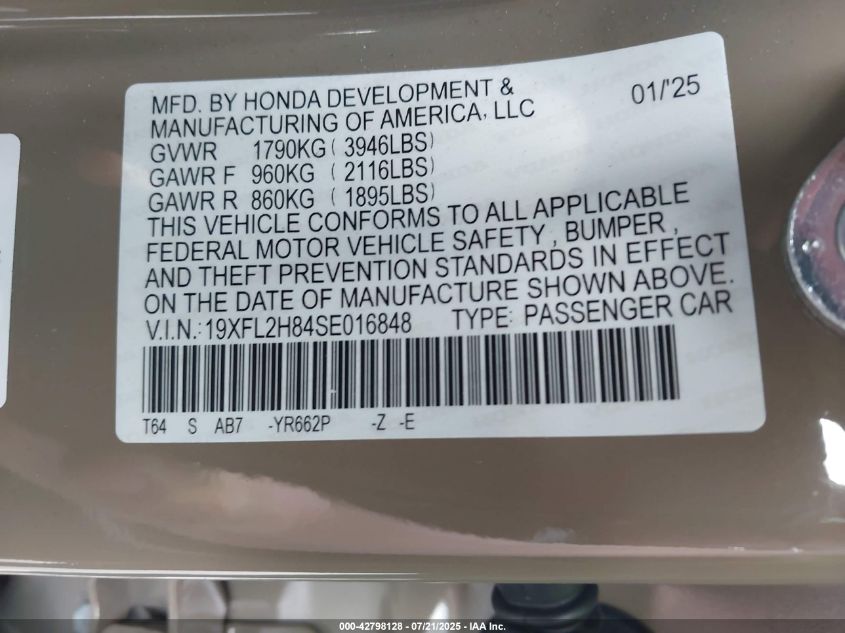 MFD. BY HONDA DEVELOPMENT &
MANUFACTURING OF AMERICA, LLC
01/'25
GVWR 1790KG ( 3946LBS)
GAWR F 960KG ( 2116LBS)
GAWR R 860KG ( 1895LBS)
THIS VEHICLE CONFORMS TO ALL APPLICABLE
FEDERAL MOTOR VEHICLE SAFETY , BUMPER ,
AND THEFT PREVENTION STANDARDS IN EFFECT
ON THE DATE OF MANUFACTURE SHOWN ABOVE.
V.I.N.:19XFL2H84SE016848 TYPE: PASSENGER CAR
T64 S AB7 -YR662P -Z -E
000-42798128 - 07/21/2025 - IAA Inc.